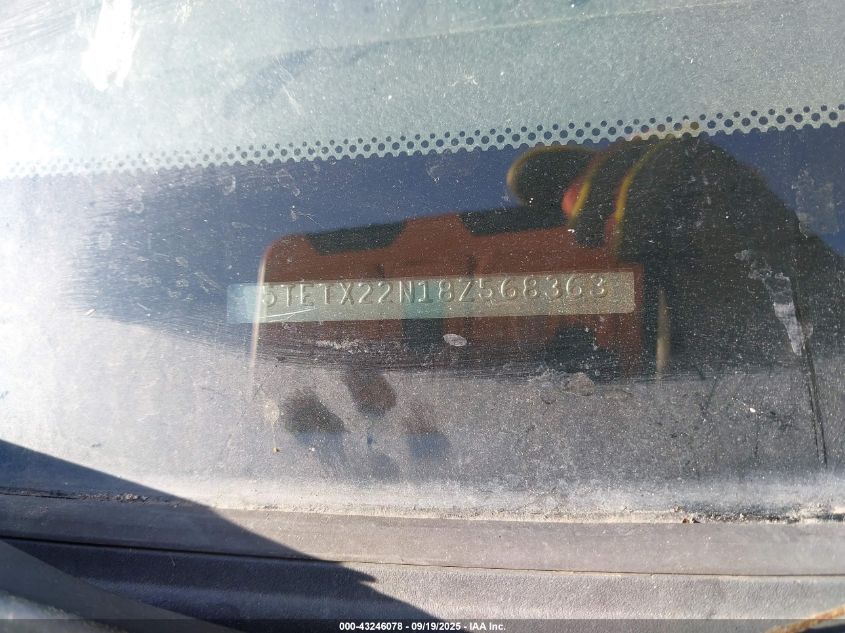 5TETX22N18Z568363
000-43246078 - 09/19/2025 - IAA Inc.